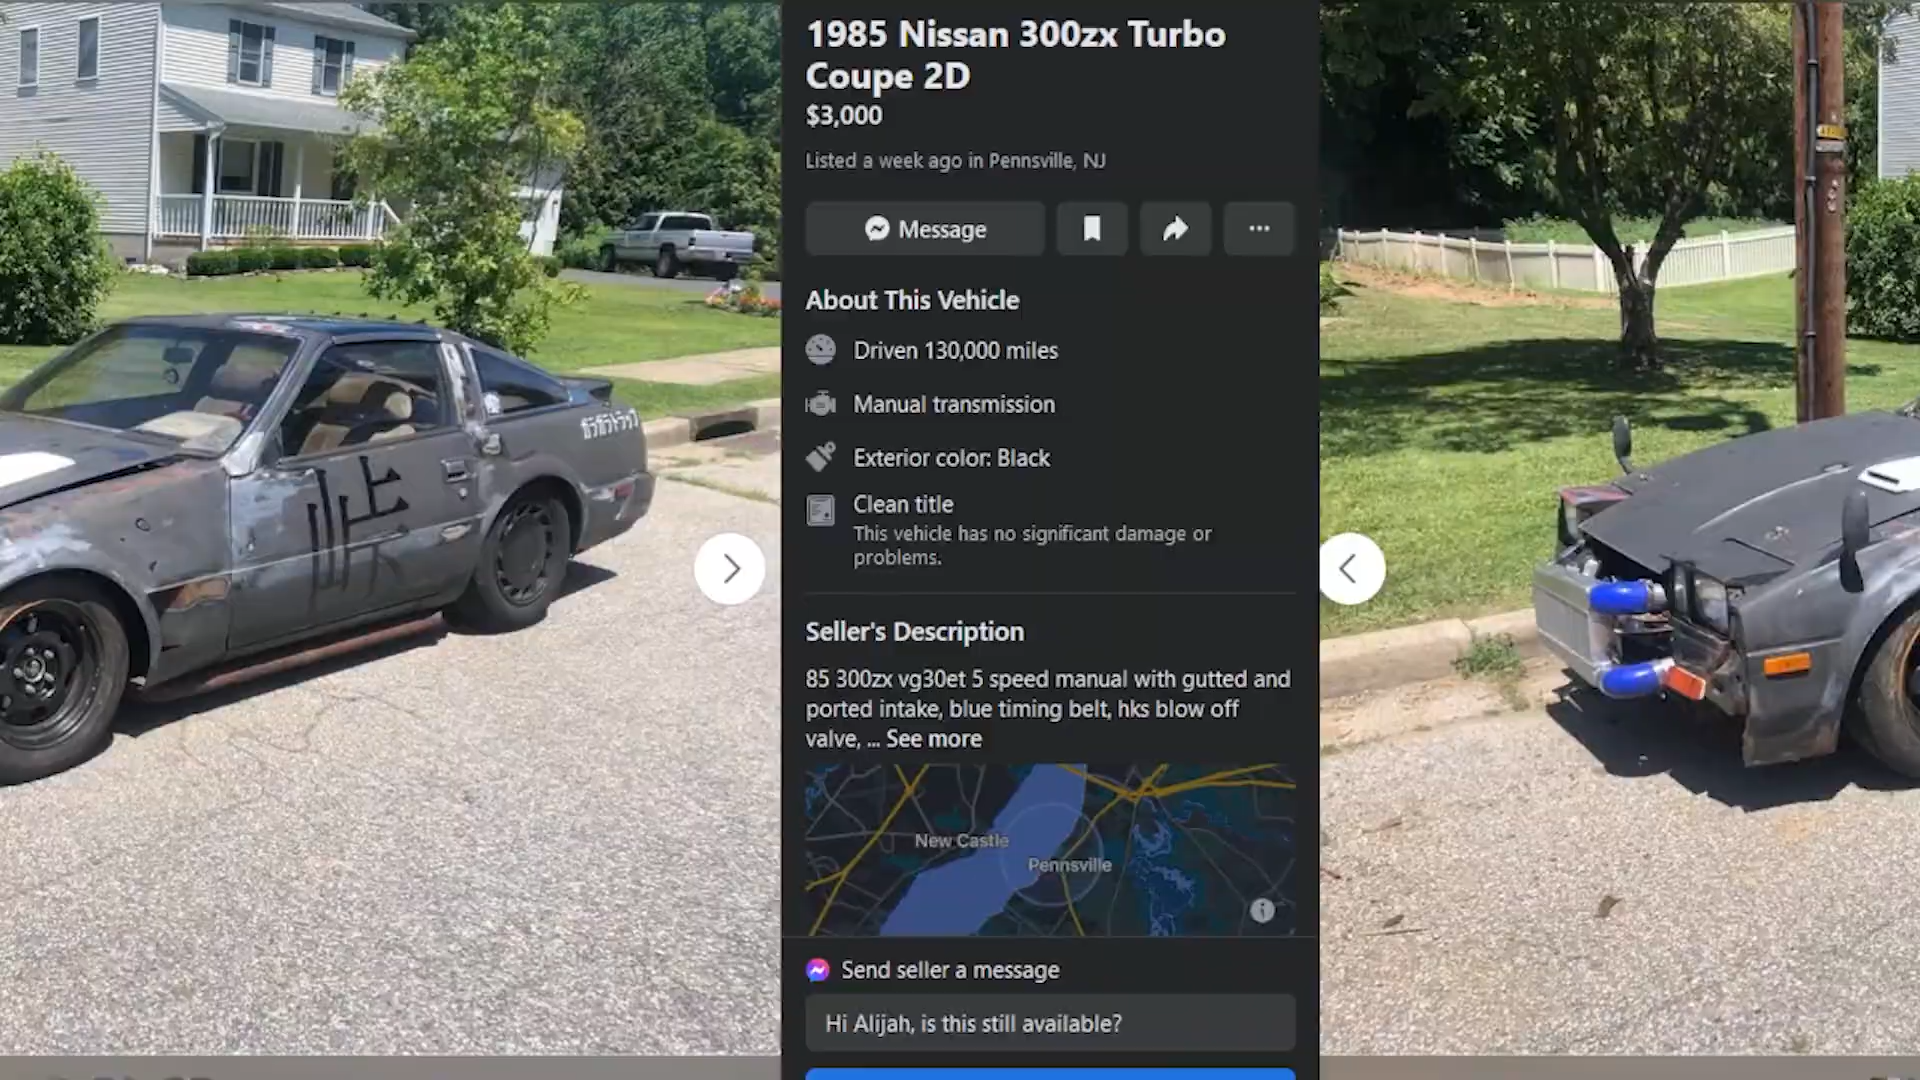 1985 Nissan 300zx Turbo
Coupe 2D
$3,000
Listed a week ago in Pennsville, NJ
Message
About This Vehicle
Driven 130,000 miles
Manual transmission
Exterior color: Black
Clean title
This vehicle has no significant damage or
problems.
Seller's Description
85 300zx vg30et 5 speed manual with gutted and
ported intake, blue timing belt, hks blow off
valve, ... See more
New Castle
Pennsville
Send seller a message
Hi Alijah, is this still available?